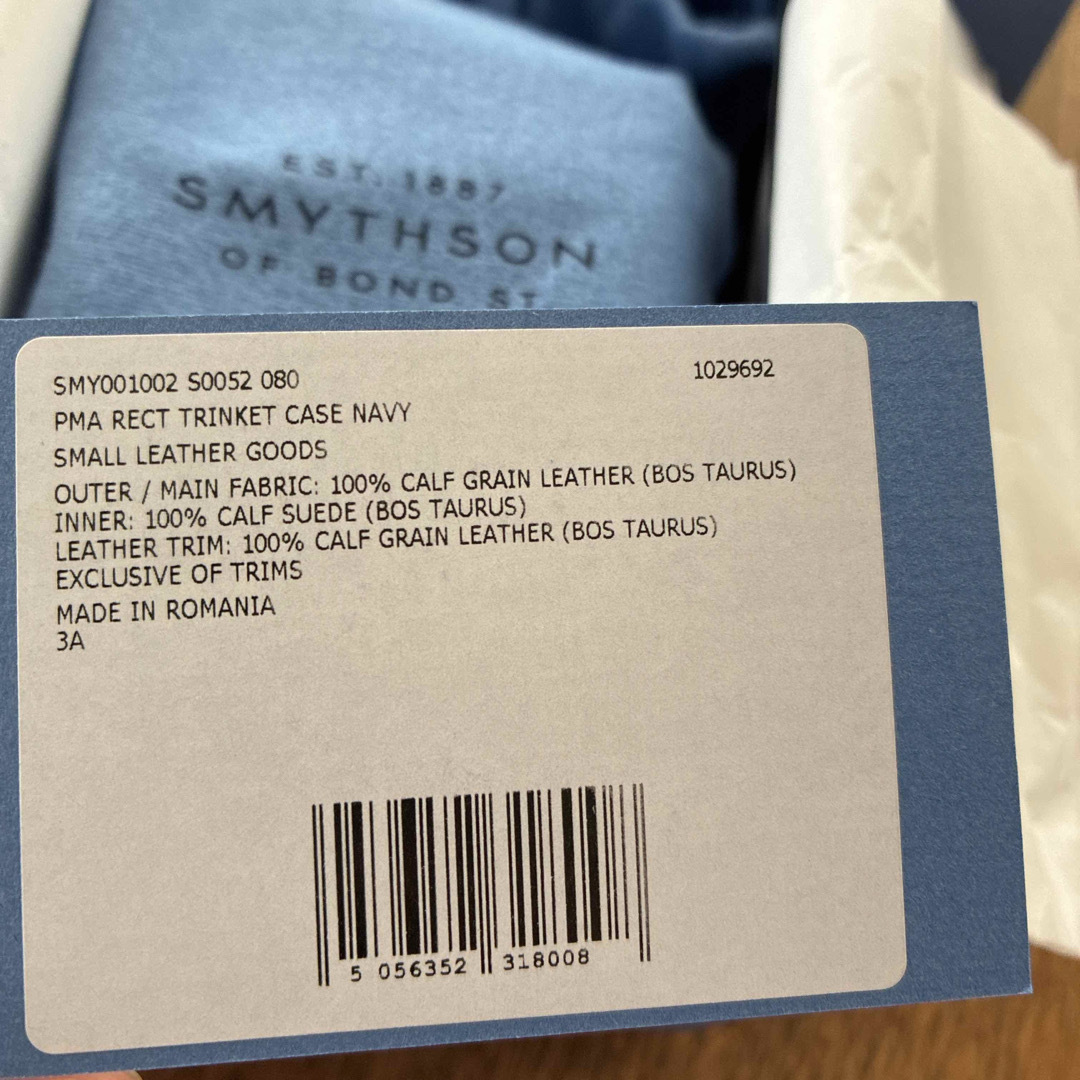 EST. 1887
SMYTHSON
OF BOND ST
SMY001002 S0052 080
1029692
PMA RECT TRINKET CASE NAVY
SMALL LEATHER GOODS
OUTER / MAIN FABRIC: 100% CALF GRAIN LEATHER (BOS TAURUS)
INNER: 100% CALF SUEDE (BOS TAURUS)
LEATHER TRIM: 100% CALF GRAIN LEATHER (BOS TAURUS)
EXCLUSIVE OF TRIMS
MADE IN ROMANIA
3A
5 056352 318008